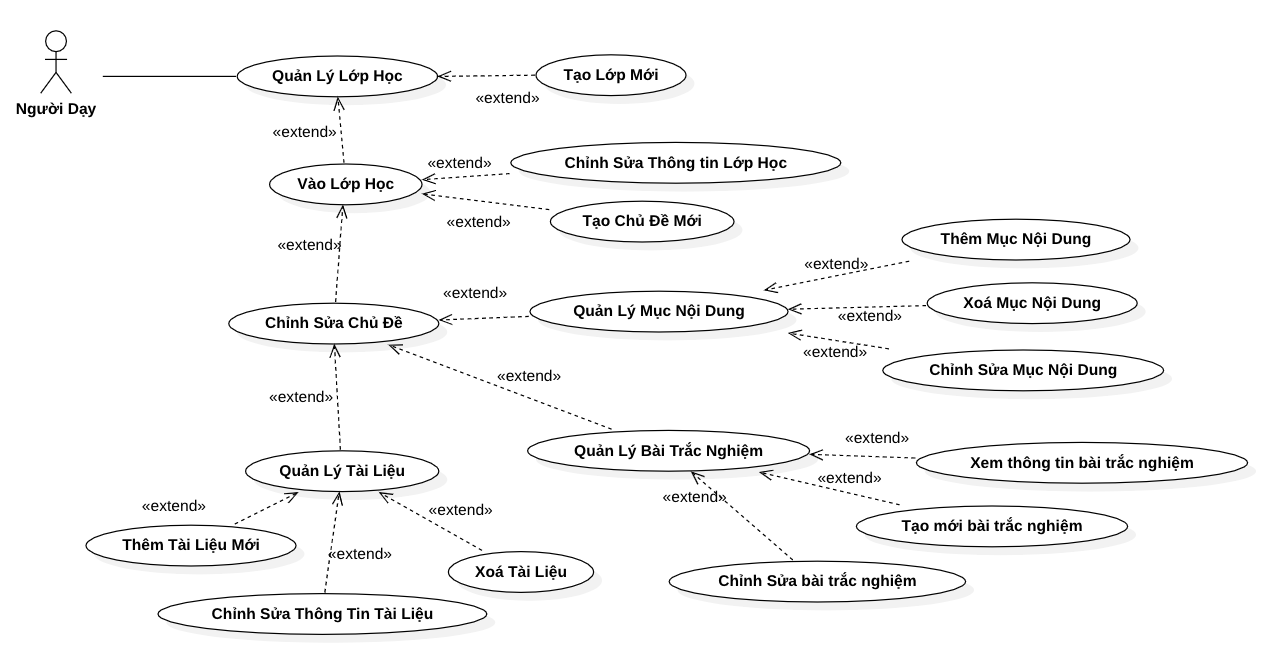 Người Dạy
Quản Lý Lớp Học
Tạo Lớp Mới
«extend»
«extend»
Vào Lớp Học
«extend»
Chỉnh Sửa Thông tin Lớp Học
«extend»
Tạo Chủ Đề Mới
«extend»
Chỉnh Sửa Chủ Đề
«extend»
Quản Lý Mục Nội Dung
«extend»
Thêm Mục Nội Dung
«extend»
Xoá Mục Nội Dung
«extend»
Chỉnh Sửa Mục Nội Dung
«extend»
«extend»
Quản Lý Tài Liệu
Quản Lý Bài Trắc Nghiệm
«extend»
Xem thông tin bài trắc nghiệm
«extend»
Tạo mới bài trắc nghiệm
«extend»
Chỉnh Sửa bài trắc nghiệm
«extend»
Thêm Tài Liệu Mới
«extend»
Chỉnh Sửa Thông Tin Tài Liệu
«extend»
Xoá Tài Liệu